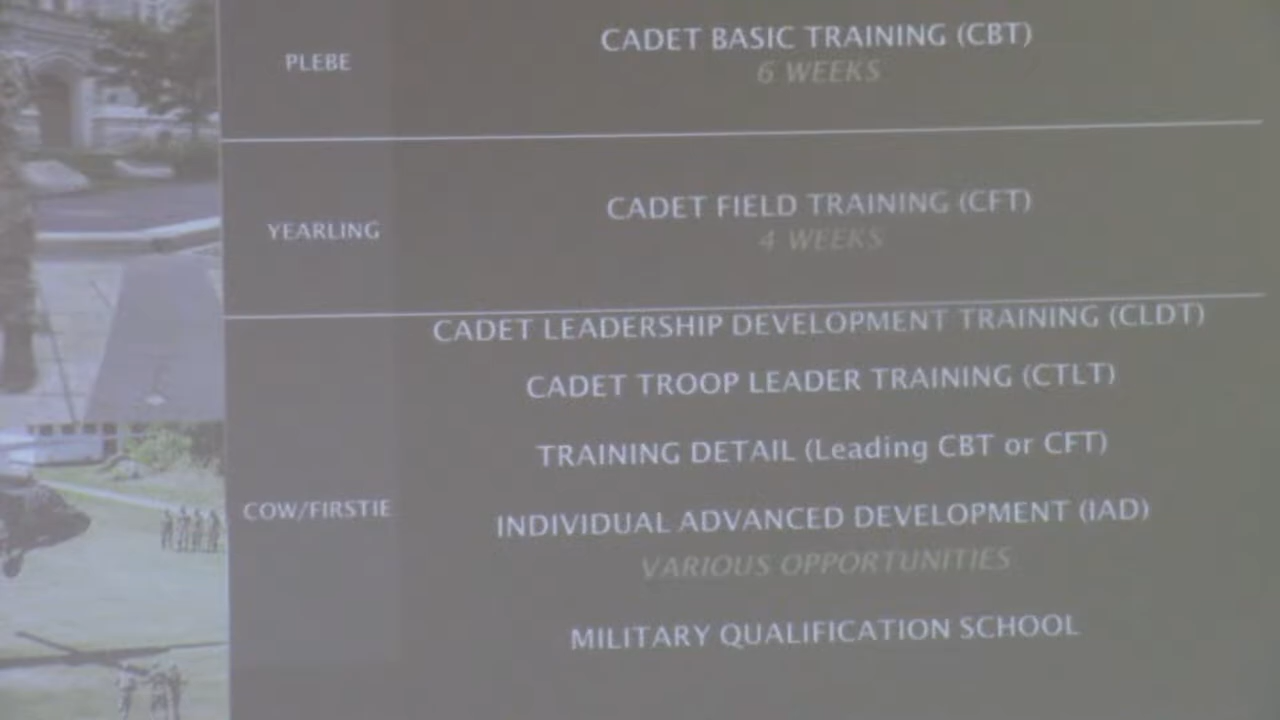 PLEBE
CADET BASIC TRAINING (CBT)
6 WEEKS
YEARLING
CADET FIELD TRAINING (CFT)
4 WEEKS
COW/FIRSTIE
CADET LEADERSHIP DEVELOPMENT TRAINING (CLDT)
CADET TROOP LEADER TRAINING (CTLT)
TRAINING DETAIL (Leading CBT or CFT)
INDIVIDUAL ADVANCED DEVELOPMENT (IAD)
VARIOUS OPPORTUNITIES
MILITARY QUALIFICATION SCHOOL